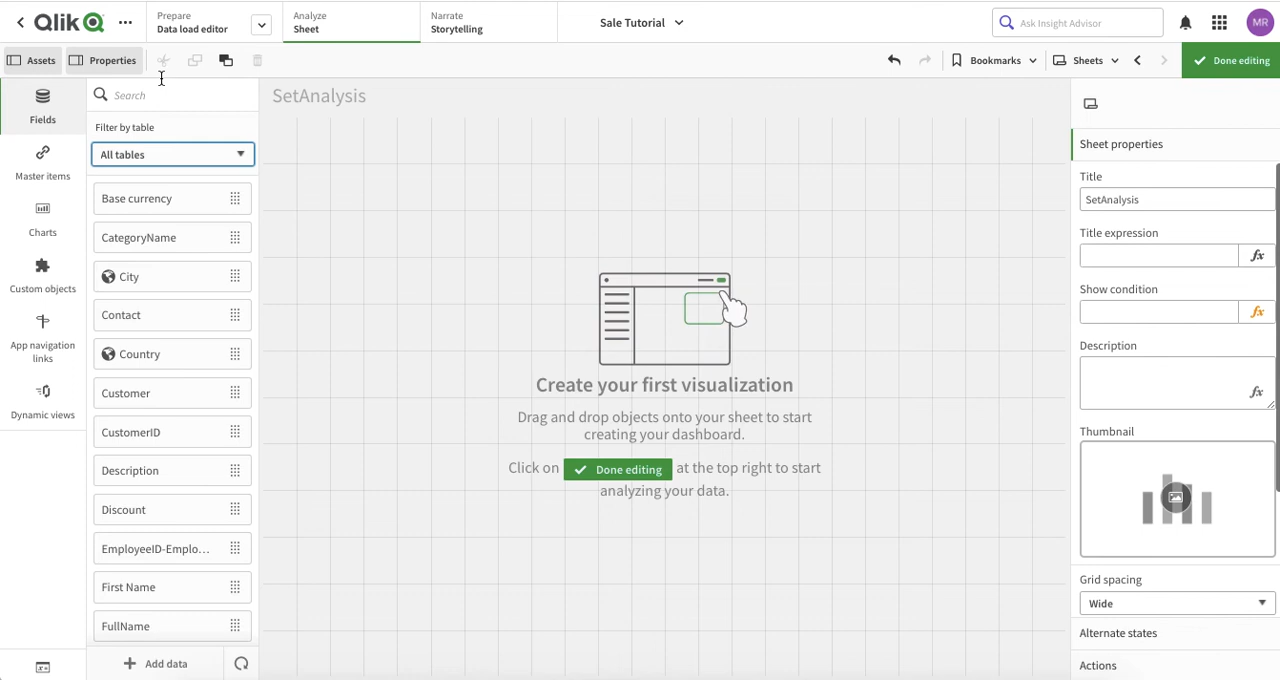 Qlik
Prepare
Data load editor
Analyze
Sheet
Narrate
Storytelling
Sale Tutorial
Ask Insight Advisor
MR
Assets
Properties
Bookmarks
Sheets
Done editing
Fields
Master items
Charts
Custom objects
App navigation
links
Dynamic views
Search
Filter by table
All tables
Base currency
CategoryName
City
Contact
Country
Customer
CustomerID
Description
Discount
EmployeeID-Emplo...
First Name
FullName
Add data
SetAnalysis
Create your first visualization
Drag and drop objects onto your sheet to start
creating your dashboard.
Click on Done editing at the top right to start
analyzing your data.
Sheet properties
Title
SetAnalysis
Title expression
fx
Show condition
fx
Description
fx
Thumbnail
Grid spacing
Wide
Alternate states
Actions